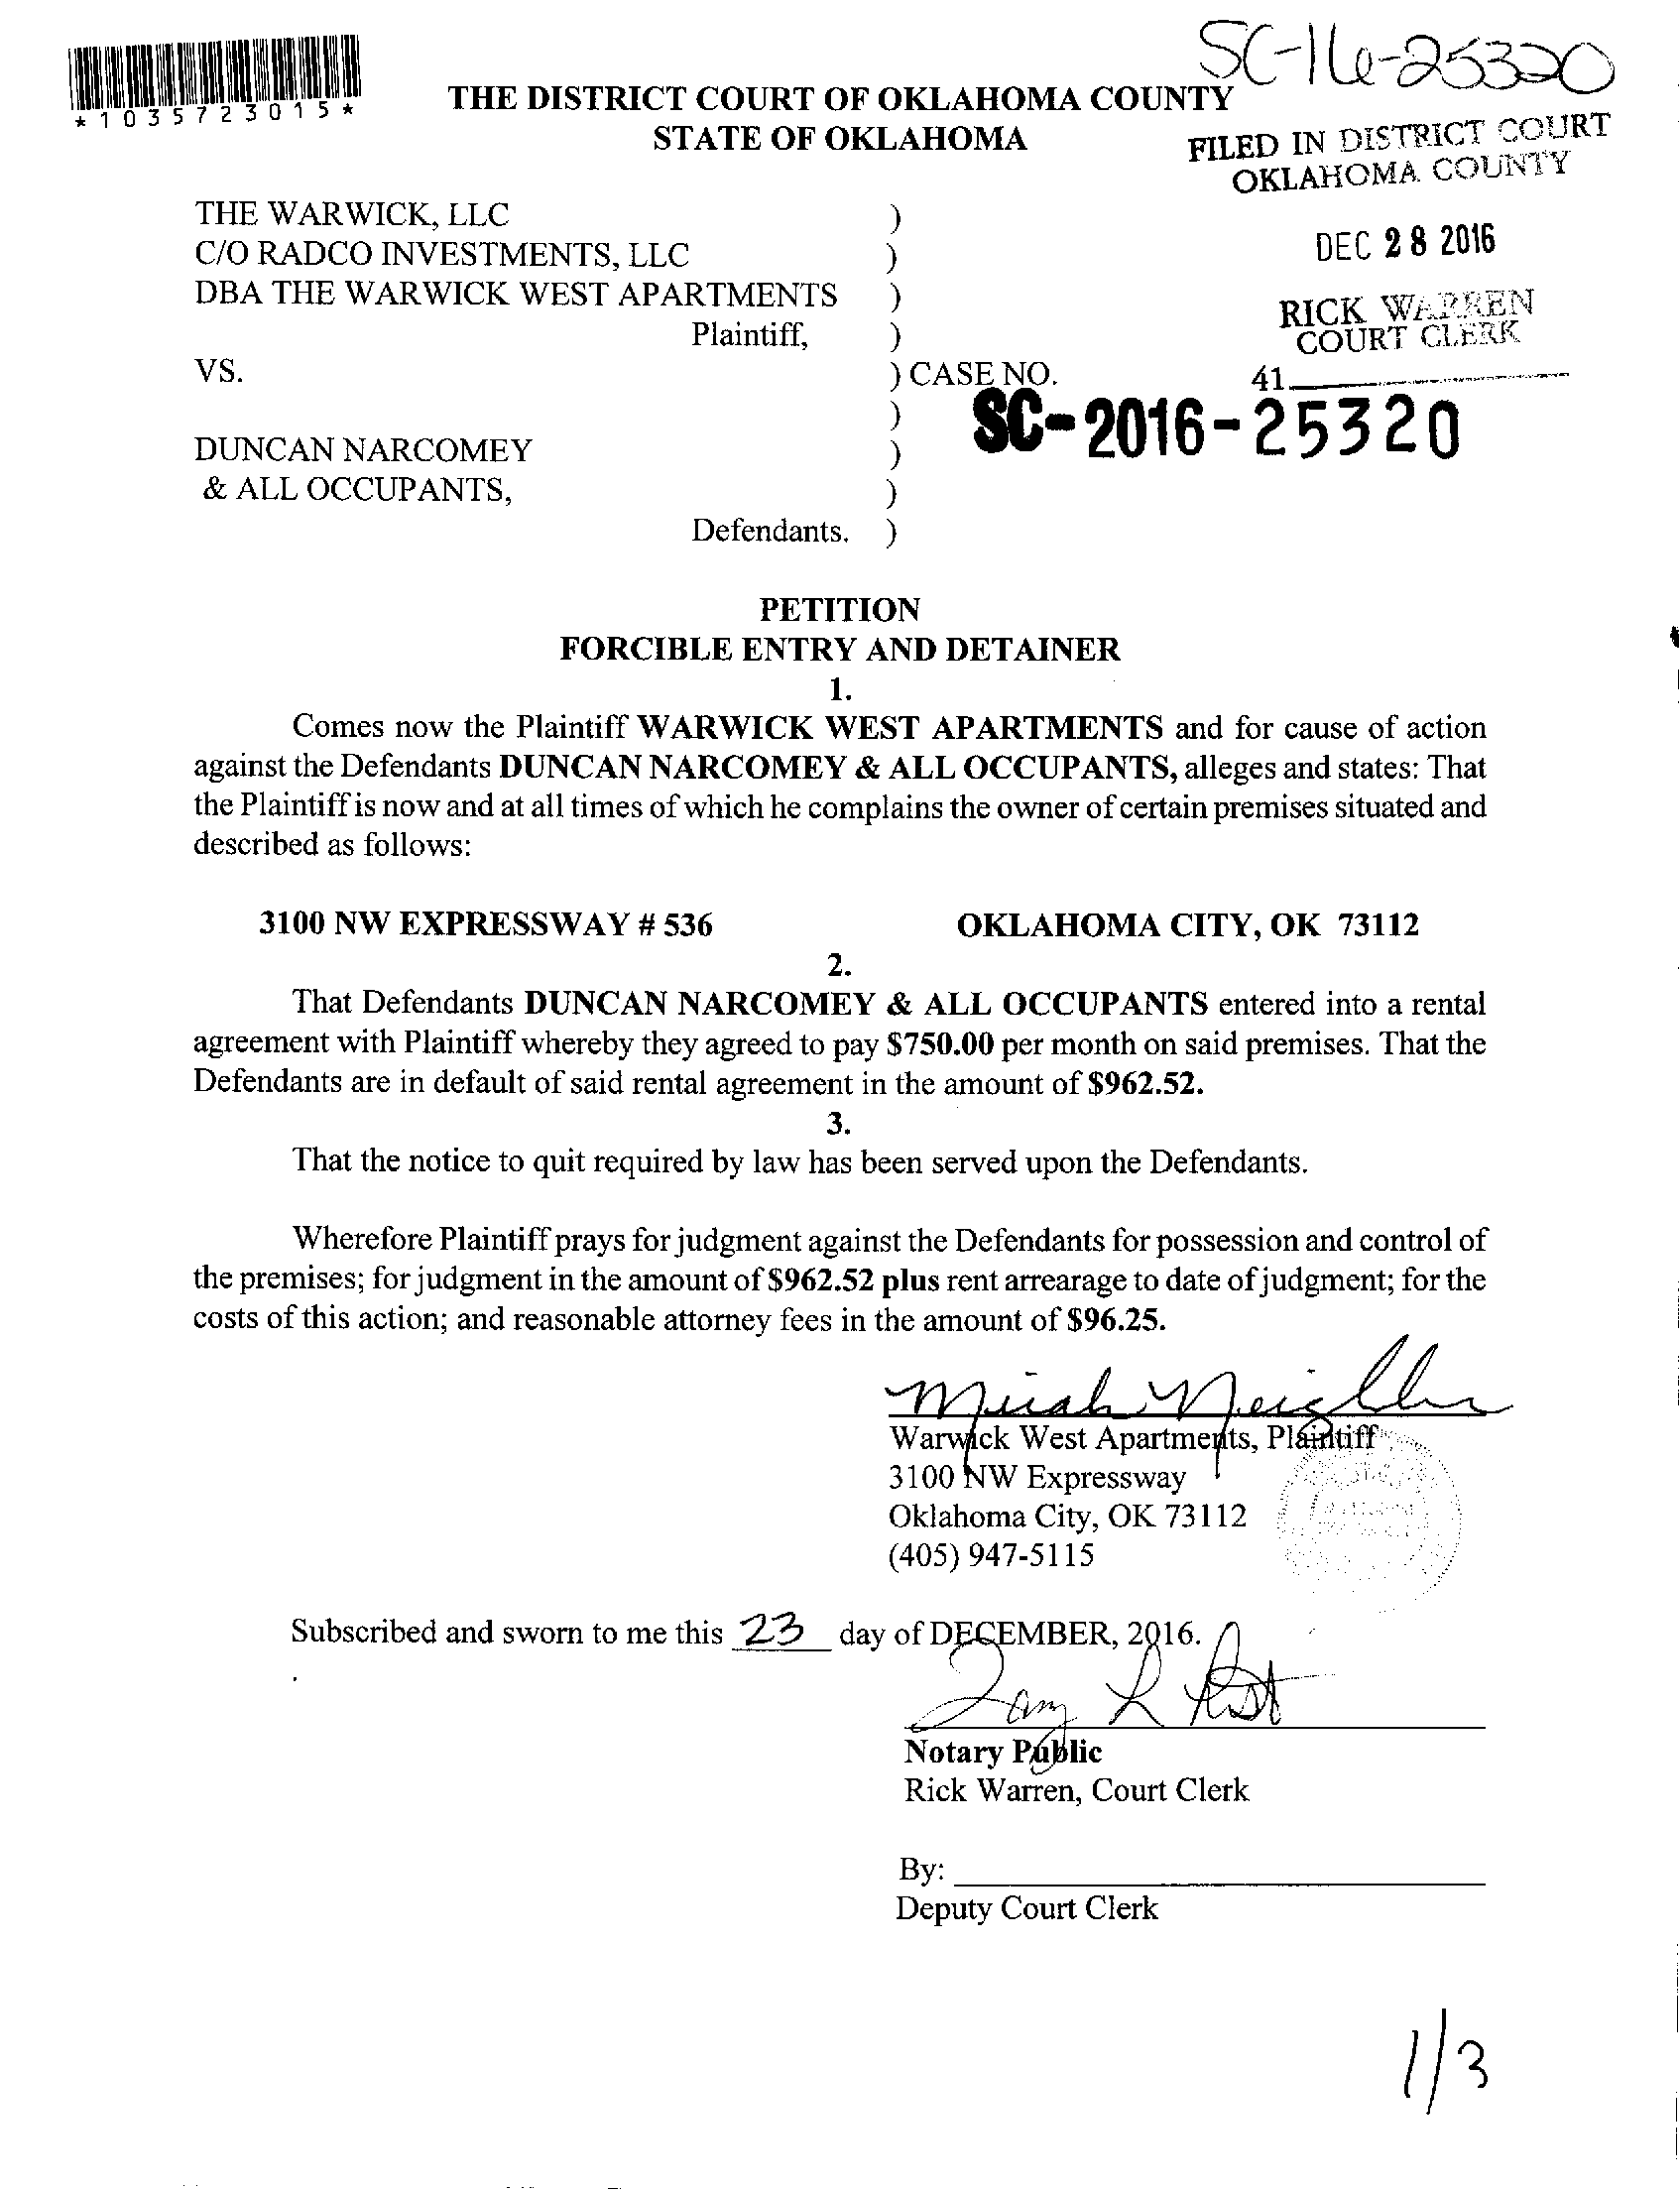 SC-16-25320
*1035723015*
THE DISTRICT COURT OF OKLAHOMA COUNTY
STATE OF OKLAHOMA
FILED IN DISTRICT COURT
OKLAHOMA COUNTY
DEC 28 2016
RICK WARREN
COURT CLERK
41
THE WARWICK, LLC )
C/O RADCO INVESTMENTS, LLC )
DBA THE WARWICK WEST APARTMENTS )
Plaintiff, )
VS. ) CASE NO.
) SC-2016-25320
DUNCAN NARCOMEY )
& ALL OCCUPANTS, )
Defendants. )
PETITION
FORCIBLE ENTRY AND DETAINER
1.
Comes now the Plaintiff WARWICK WEST APARTMENTS and for cause of action
against the Defendants DUNCAN NARCOMEY & ALL OCCUPANTS, alleges and states: That
the Plaintiff is now and at all times of which he complains the owner of certain premises situated and
described as follows:
3100 NW EXPRESSWAY # 536 OKLAHOMA CITY, OK 73112
2.
That Defendants DUNCAN NARCOMEY & ALL OCCUPANTS entered into a rental
agreement with Plaintiff whereby they agreed to pay $750.00 per month on said premises. That the
Defendants are in default of said rental agreement in the amount of $962.52.
3.
That the notice to quit required by law has been served upon the Defendants.
Wherefore Plaintiff prays for judgment against the Defendants for possession and control of
the premises; for judgment in the amount of $962.52 plus rent arrearage to date of judgment; for the
costs of this action; and reasonable attorney fees in the amount of $96.25.
Warwick West Apartments, Plaintiff
3100 NW Expressway
Oklahoma City, OK 73112
(405) 947-5115
Subscribed and sworn to me this 23 day of DECEMBER, 2016.
Notary Public
Rick Warren, Court Clerk
By:
Deputy Court Clerk
1/3